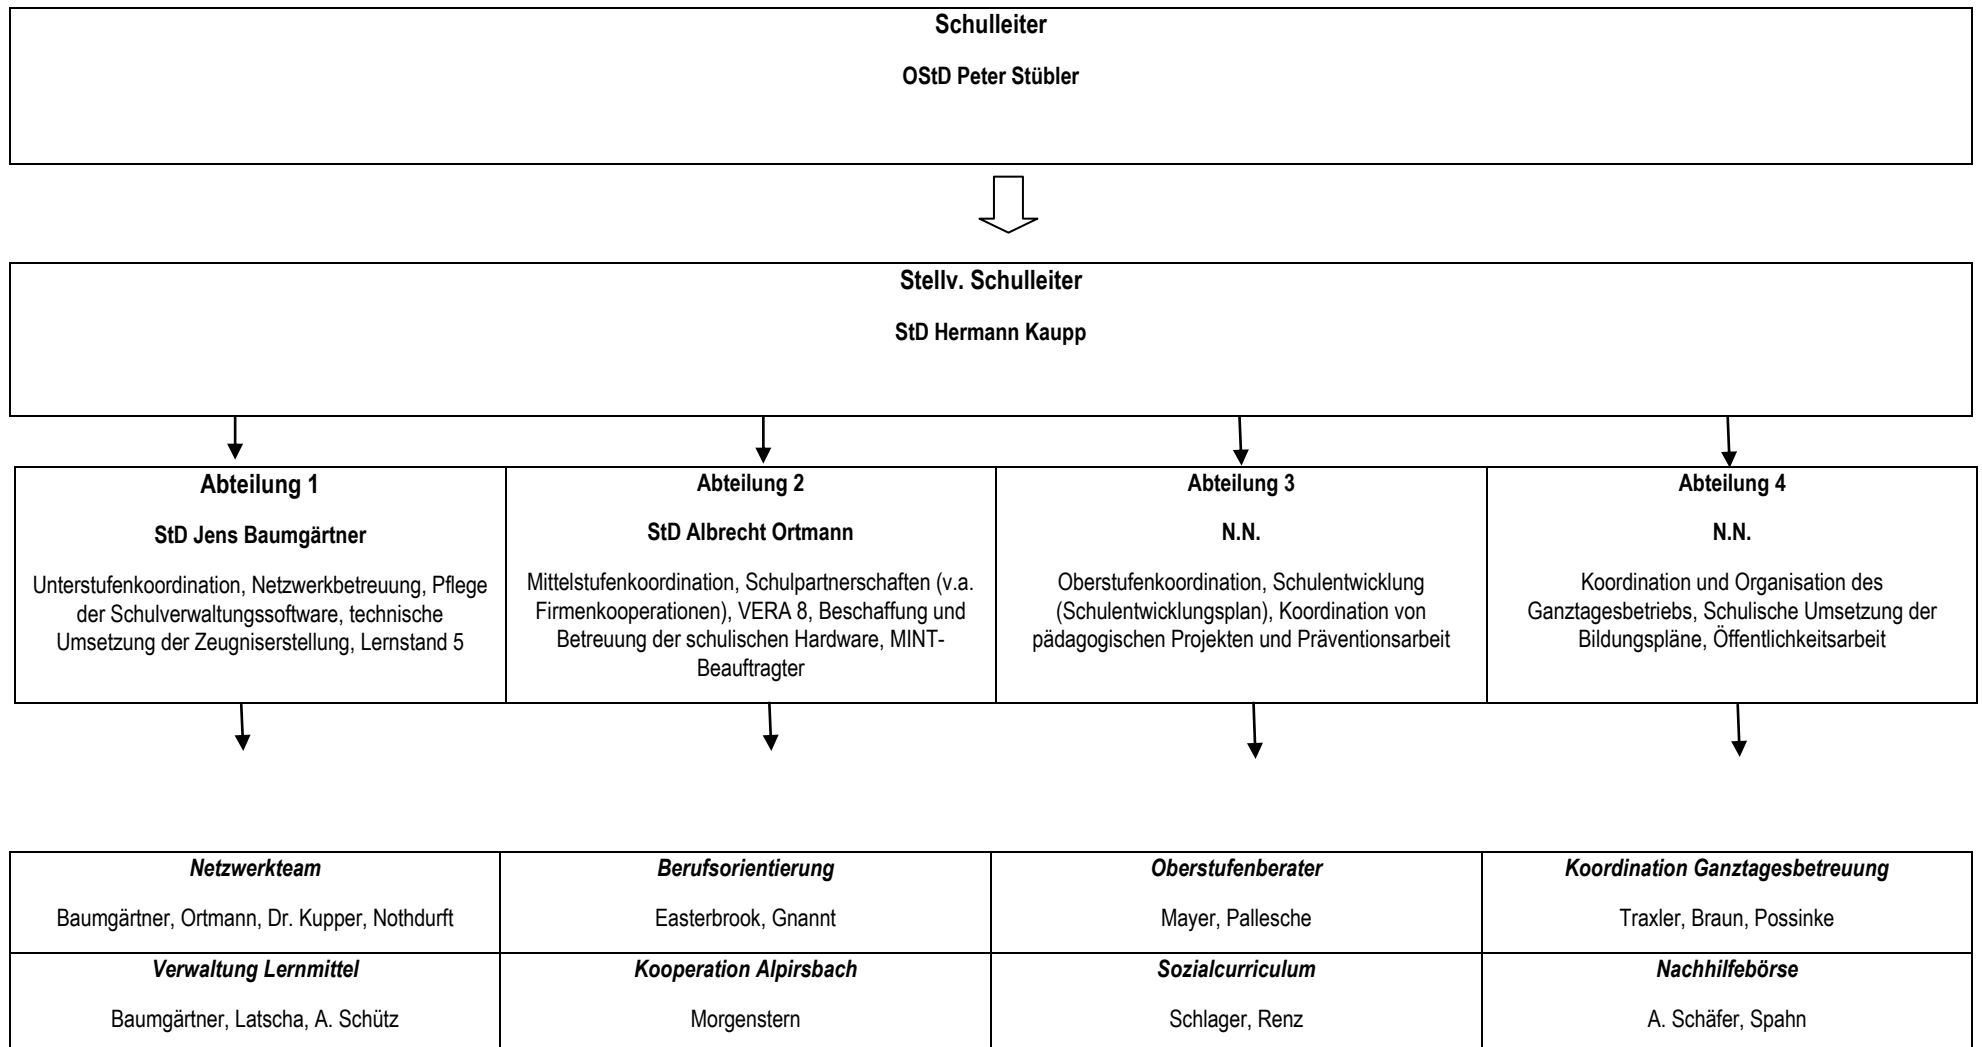 Schulleiter
OStD Peter Stübler
Stellv. Schulleiter
StD Hermann Kaupp
Abteilung 1
StD Jens Baumgärtner
Unterstufenkoordination, Netzwerkbetreuung, Pflege
der Schulverwaltungssoftware, technische
Umsetzung der Zeugniserstellung, Lernstand 5
Abteilung 2
StD Albrecht Ortmann
Mittelstufenkoordination, Schulpartnerschaften (v.a.
Firmenkooperationen), VERA 8, Beschaffung und
Betreuung der schulischen Hardware, MINT-
Beauftragter
Abteilung 3
N.N.
Oberstufenkoordination, Schulentwicklung
(Schulentwicklungsplan), Koordination von
pädagogischen Projekten und Präventionsarbeit
Abteilung 4
N.N.
Koordination und Organisation des
Ganztagesbetriebs, Schulische Umsetzung der
Bildungspläne, Öffentlichkeitsarbeit
Netzwerkteam
Baumgärtner, Ortmann, Dr. Kupper, Nothdurft
Berufsorientierung
Easterbrook, Gnannt
Oberstufenberater
Mayer, Pallesche
Koordination Ganztagesbetreuung
Traxler, Braun, Possinke
Verwaltung Lernmittel
Baumgärtner, Latscha, A. Schütz
Kooperation Alpirsbach
Morgenstern
Sozialcurriculum
Schlager, Renz
Nachhilfebörse
A. Schäfer, Spahn